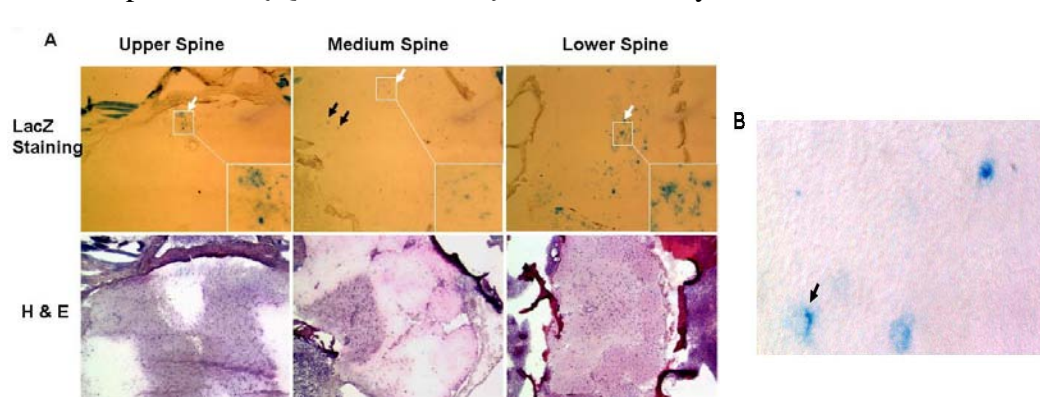 A
Upper Spine Medium Spine Lower Spine
LacZ
Staining
B
H & E